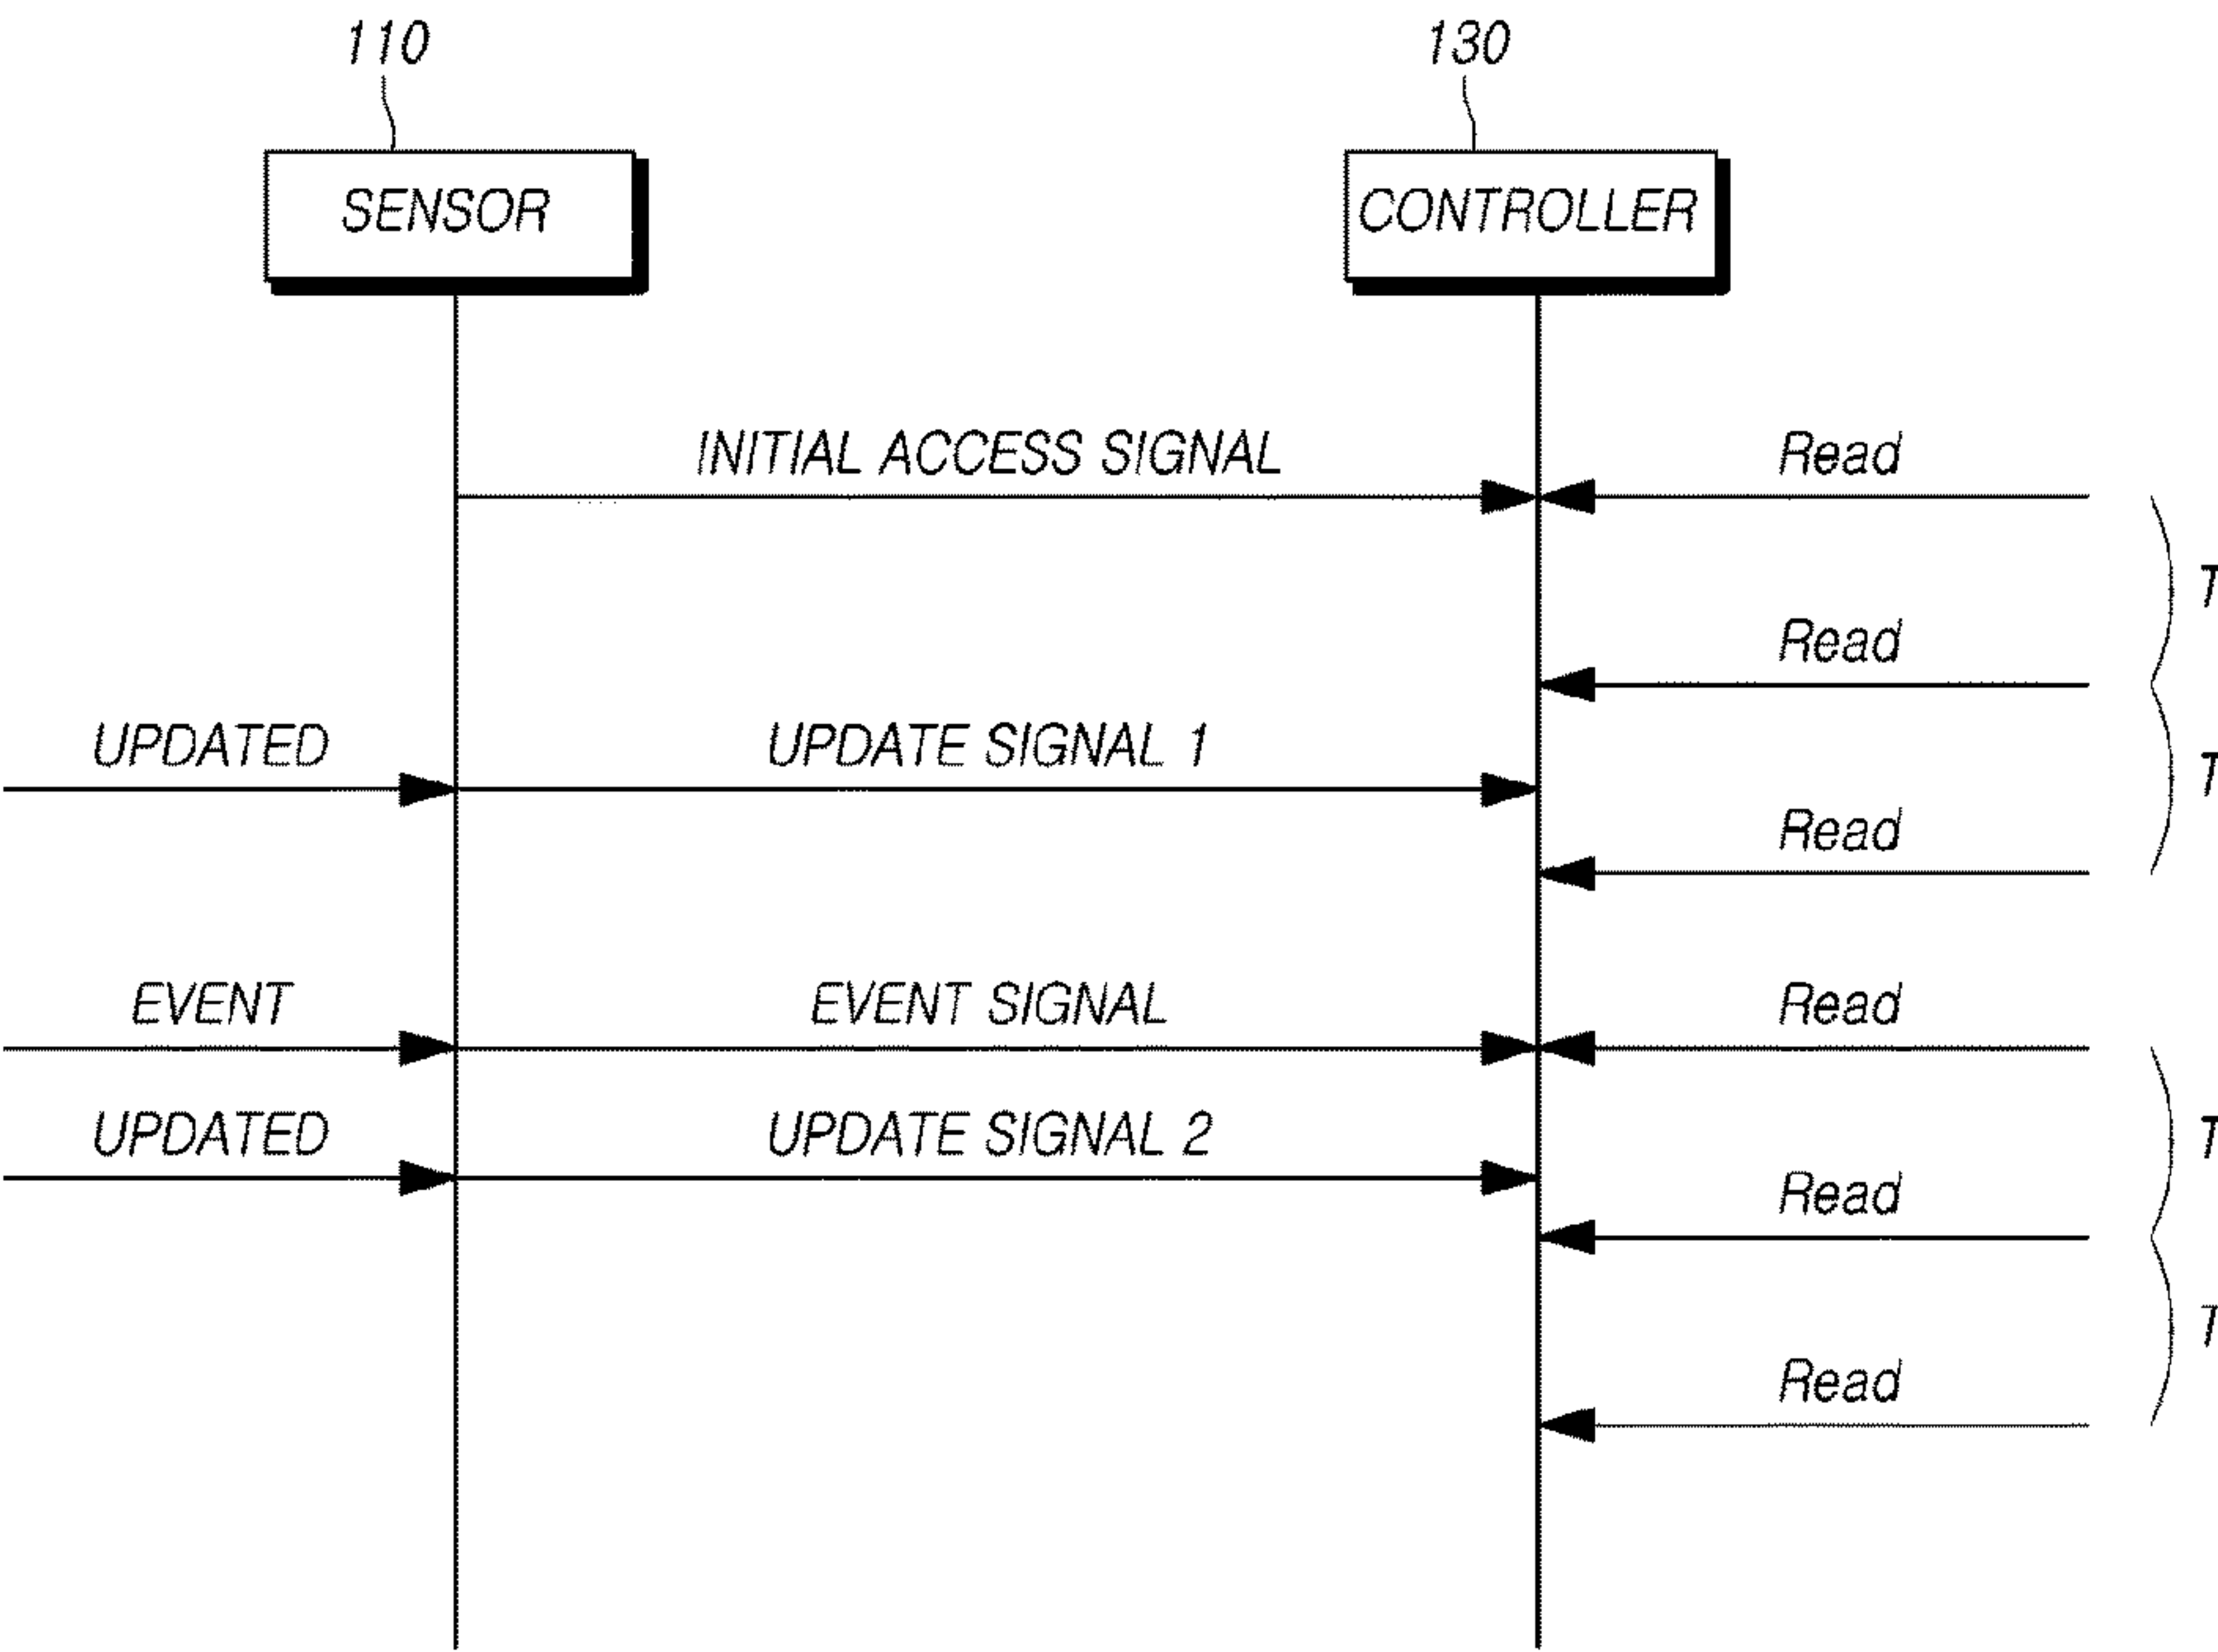 110 130
SENSOR CONTROLLER
INITIAL ACCESS SIGNAL Read
T
Read
UPDATED UPDATE SIGNAL 1 T
Read
EVENT EVENT SIGNAL Read
UPDATED UPDATE SIGNAL 2 T
Read
T
Read